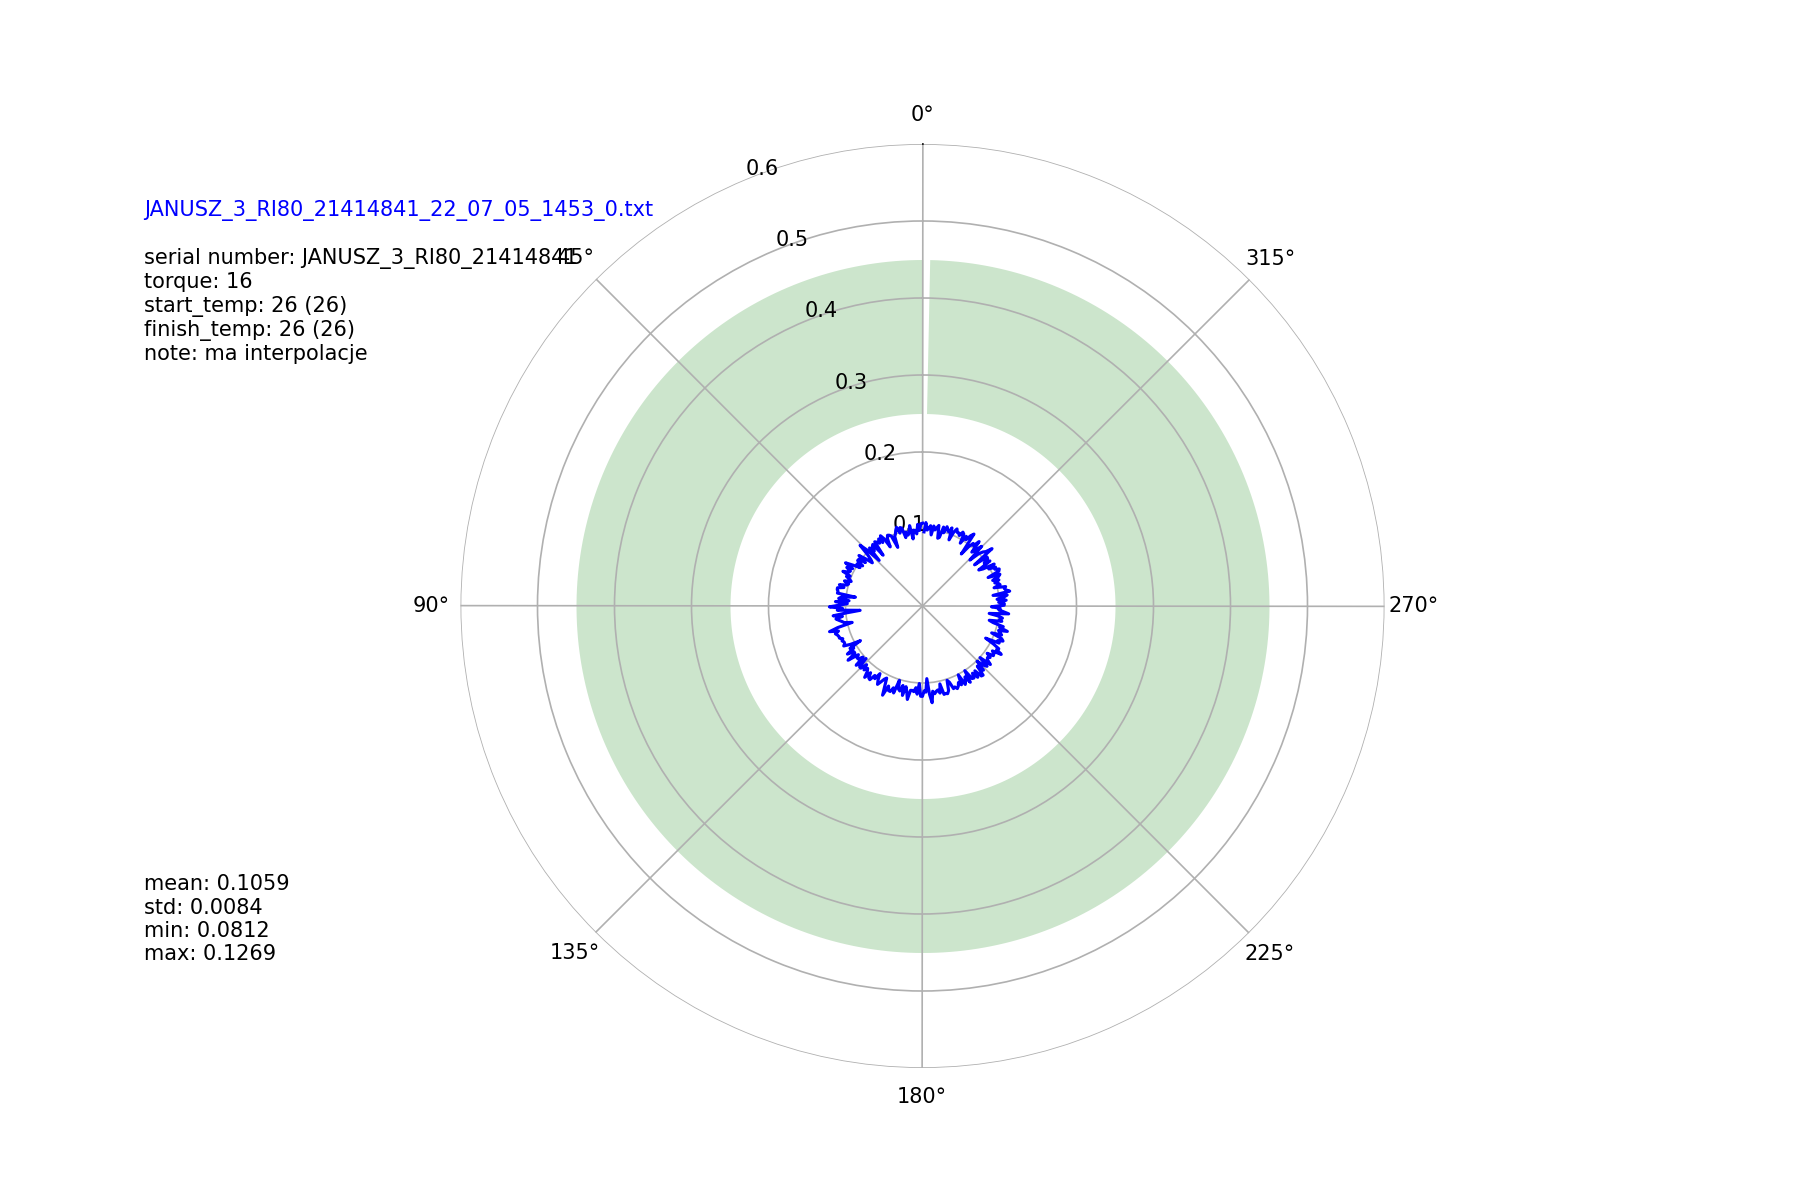 0°
0.6
JANUSZ_3_RI80_21414841_22_07_05_1453_0.txt
0.5
serial number: JANUSZ_3_RI80_21414841
45°
315°
torque: 16
start_temp: 26 (26)
0.4
finish_temp: 26 (26)
note: ma interpolacje
0.3
0.2
0.1
90°
270°
mean: 0.1059
std: 0.0084
min: 0.0812
max: 0.1269
135°
225°
180°